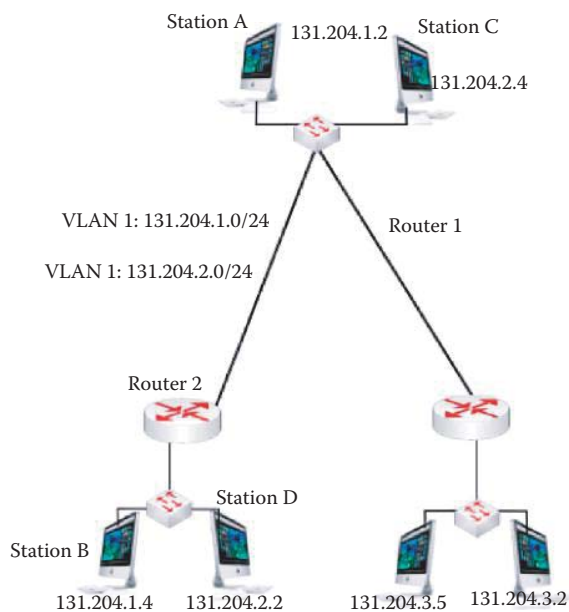 Station A
131.204.1.2
Station C
131.204.2.4
VLAN 1: 131.204.1.0/24
Router 1
VLAN 1: 131.204.2.0/24
Router 2
Station D
Station B
131.204.1.4
131.204.2.2
131.204.3.5
131.204.3.2